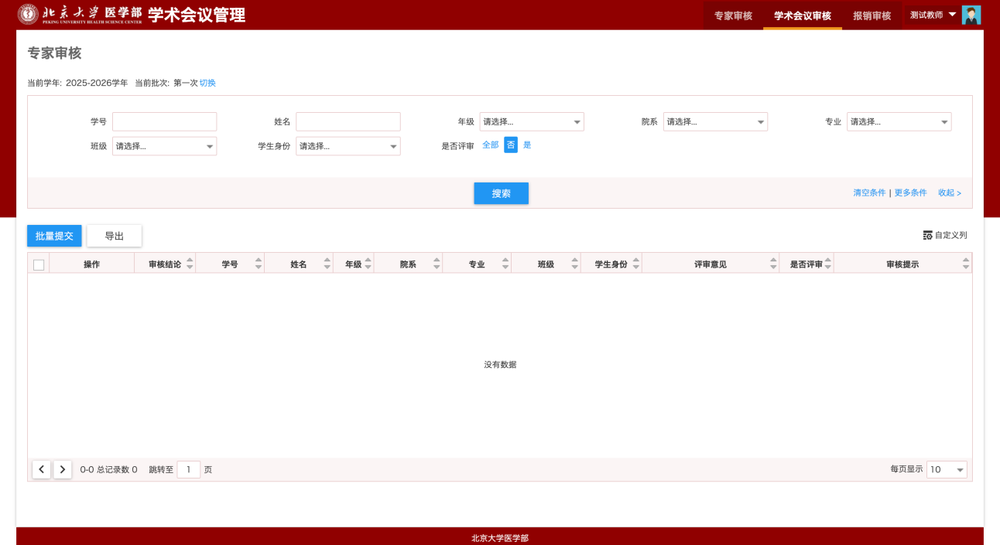 北京大学医学部 学术会议管理 专家审核 学术会议审核 报销审核 测试教师
PEKING UNIVERSITY HEALTH SCIENCE CENTER
专家审核
当前学年: 2025-2026学年 当前批次: 第一次 切换
学号 姓名 年级 请选择... 院系 请选择... 专业 请选择...
班级 请选择... 学生身份 请选择... 是否评审 全部 否 是
搜索 清空条件 | 更多条件 收起 >
批量提交 导出 自定义列
操作 审核结论 学号 姓名 年级 院系 专业 班级 学生身份 评审意见 是否评审 审核提示
没有数据
0-0 总记录数 0 跳转至 1 页 每页显示 10
北京大学医学部